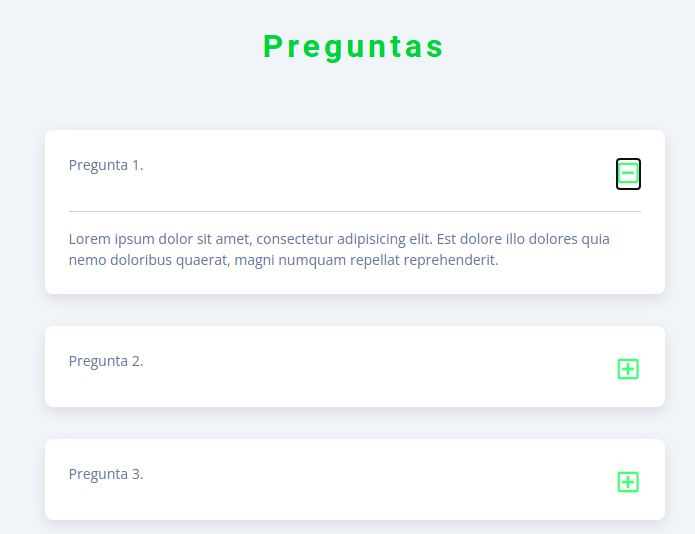 Preguntas
Pregunta 1.
Lorem ipsum dolor sit amet, consectetur adipisicing elit. Est dolore illo dolores quia
nemo doloribus quaerat, magni numquam repellat reprehenderit.
Pregunta 2.
Pregunta 3.